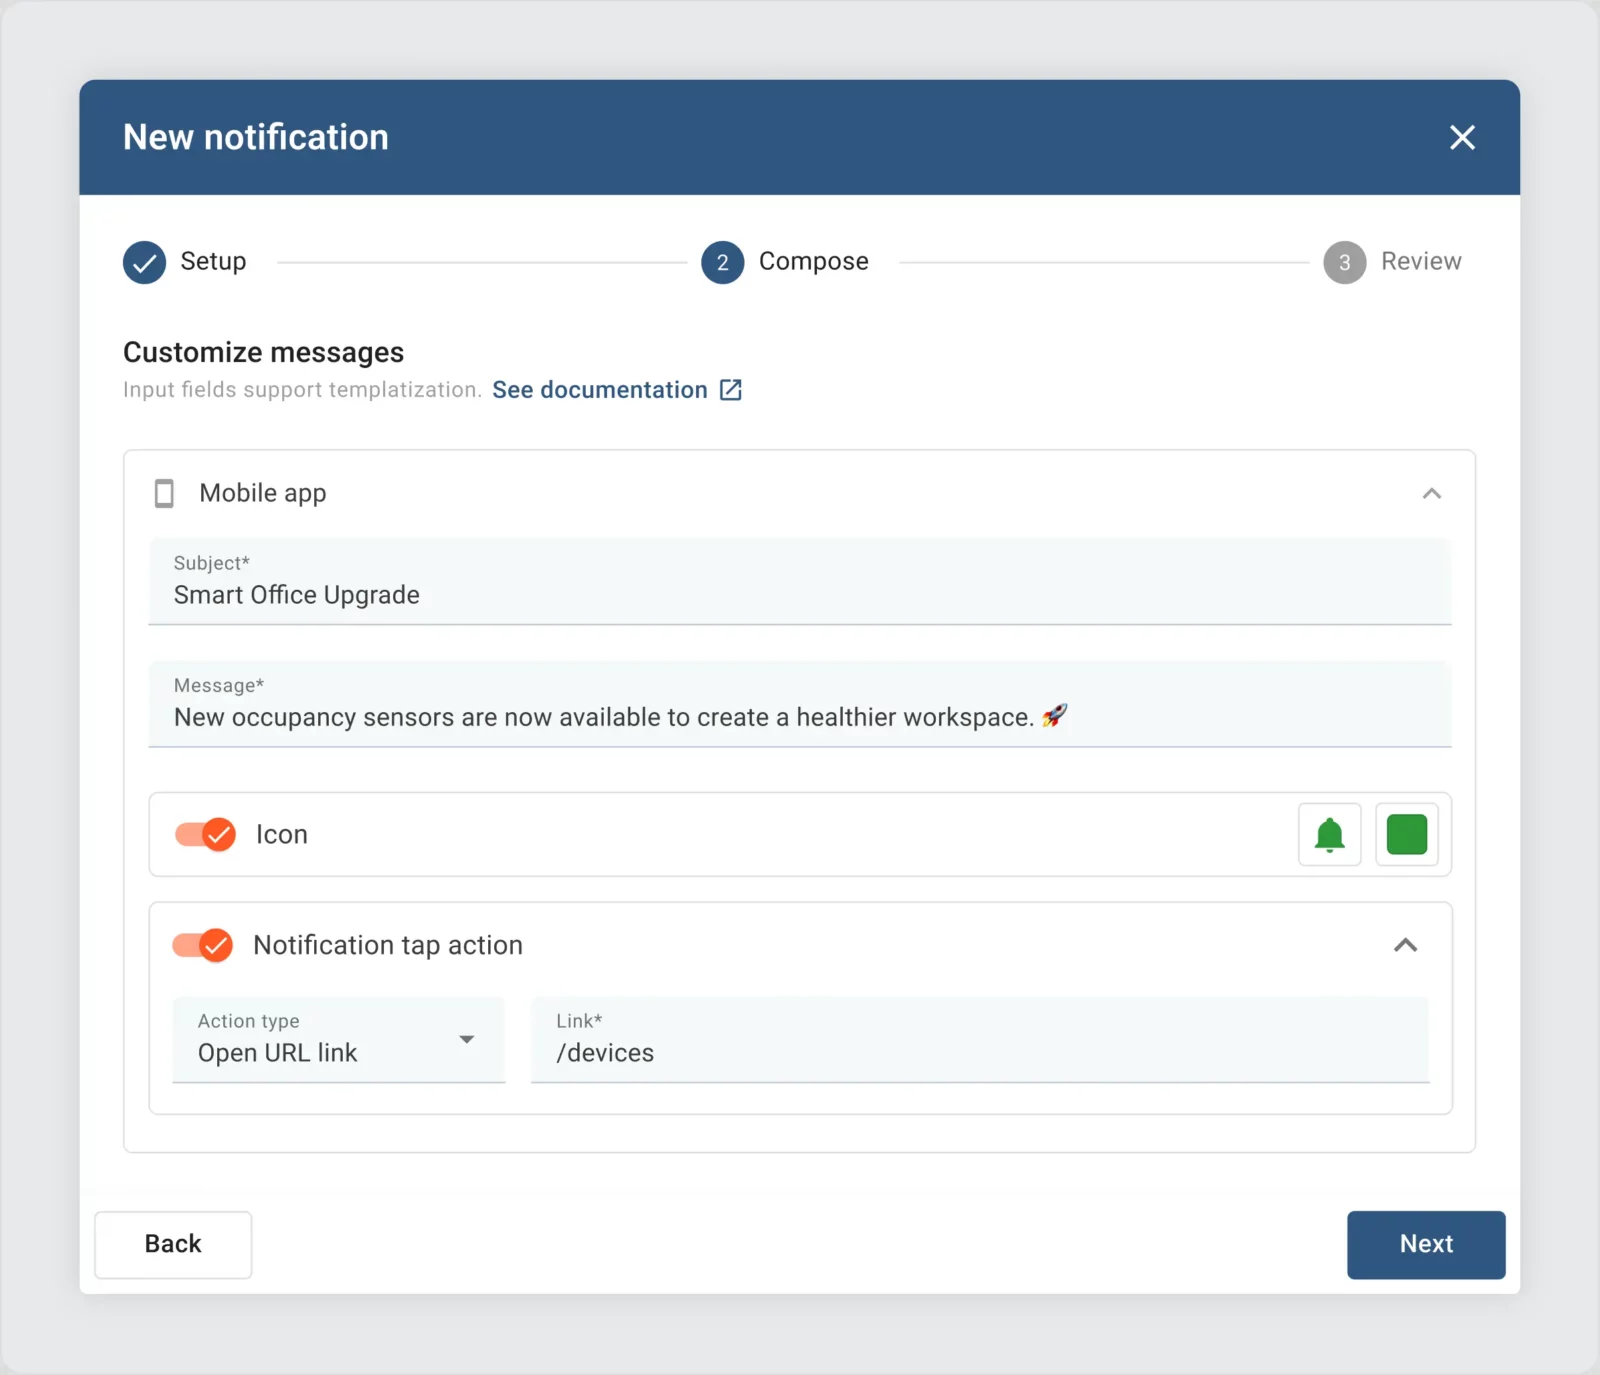 New notification
Setup
2 Compose
3 Review
Customize messages
Input fields support templatization. See documentation
Mobile app
Subject*
Smart Office Upgrade
Message*
New occupancy sensors are now available to create a healthier workspace. 🚀
Icon
Notification tap action
Action type
Open URL link
Link*
/devices
Back
Next